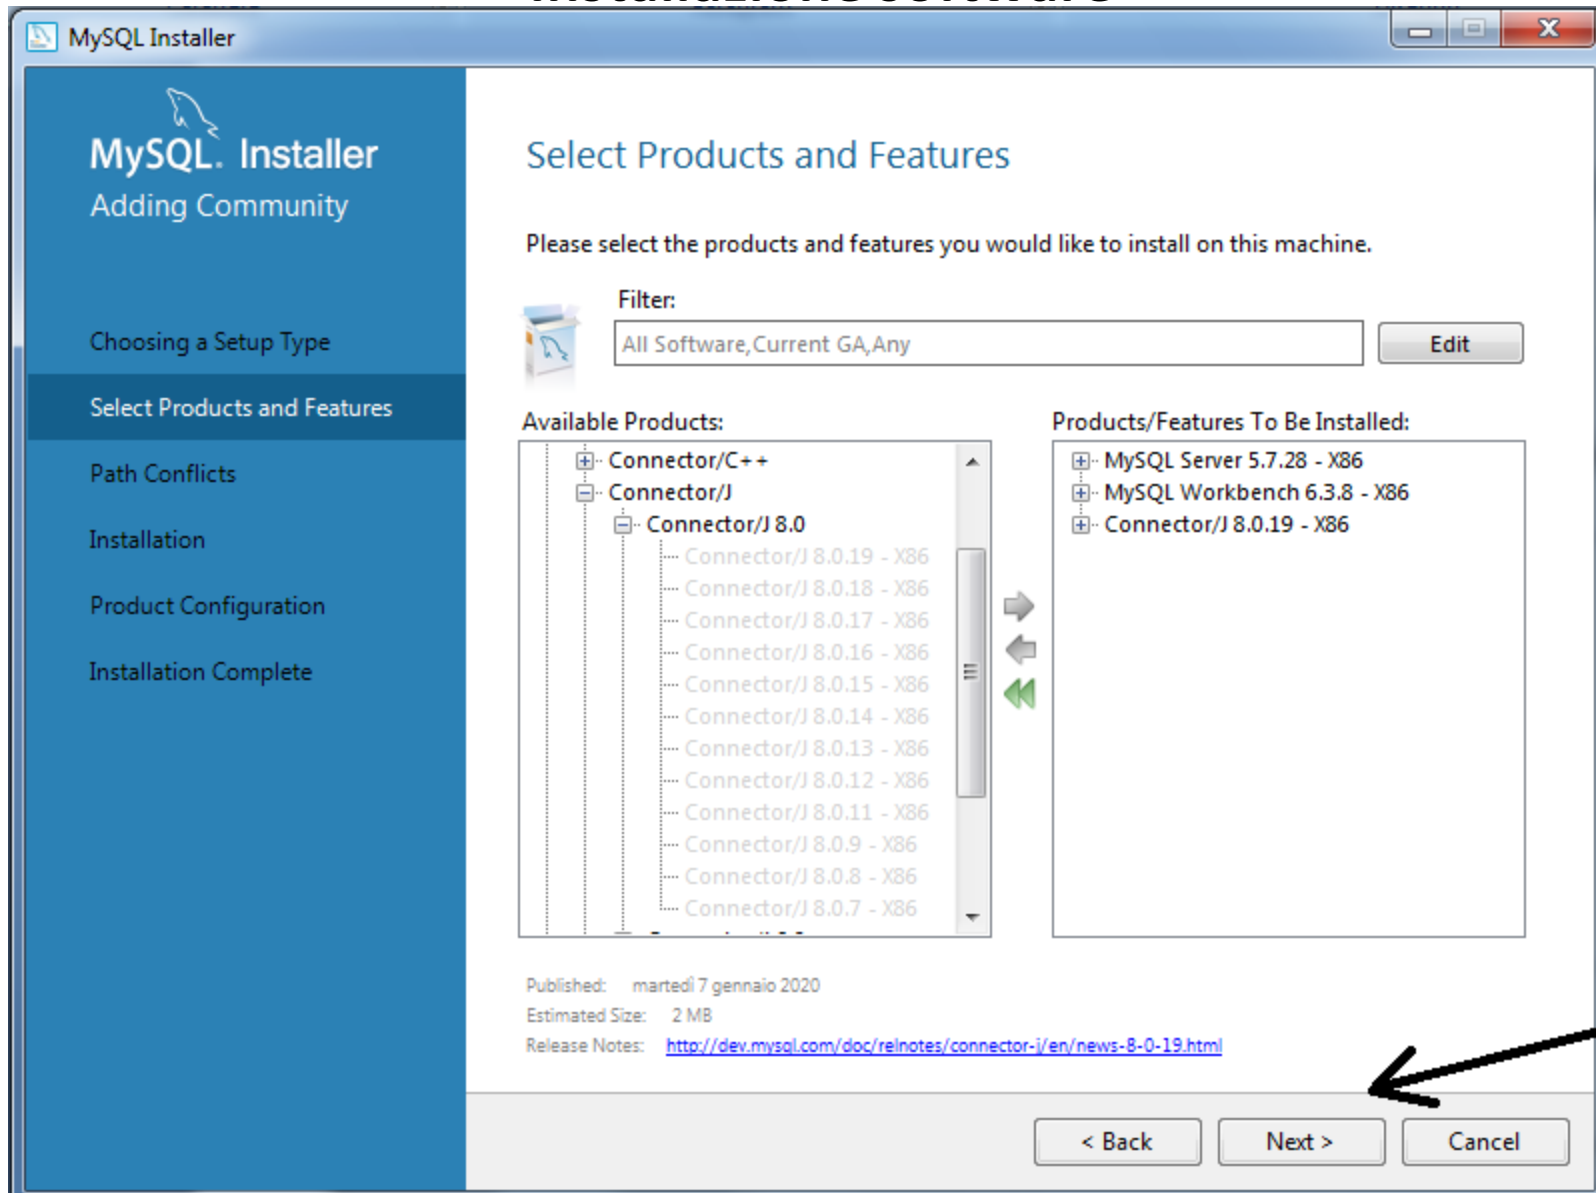 MySQL Installer
MySQL. Installer
Adding Community
Choosing a Setup Type
Select Products and Features
Path Conflicts
Installation
Product Configuration
Installation Complete
Select Products and Features
Please select the products and features you would like to install on this machine.
Filter:
All Software,Current GA,Any
Edit
Available Products:
Connector/C++
Connector/J
Connector/J 8.0
Connector/J 8.0.19 - X86
Connector/J 8.0.18 - X86
Connector/J 8.0.17 - X86
Connector/J 8.0.16 - X86
Connector/J 8.0.15 - X86
Connector/J 8.0.14 - X86
Connector/J 8.0.13 - X86
Connector/J 8.0.12 - X86
Connector/J 8.0.11 - X86
Connector/J 8.0.9 - X86
Connector/J 8.0.8 - X86
Connector/J 8.0.7 - X86
Products/Features To Be Installed:
MySQL Server 5.7.28 - X86
MySQL Workbench 6.3.8 - X86
Connector/J 8.0.19 - X86
Published: martedì 7 gennaio 2020
Estimated Size: 2 MB
Release Notes: http://dev.mysql.com/doc/relnotes/connector-j/en/news-8-0-19.html
< Back
Next >
Cancel